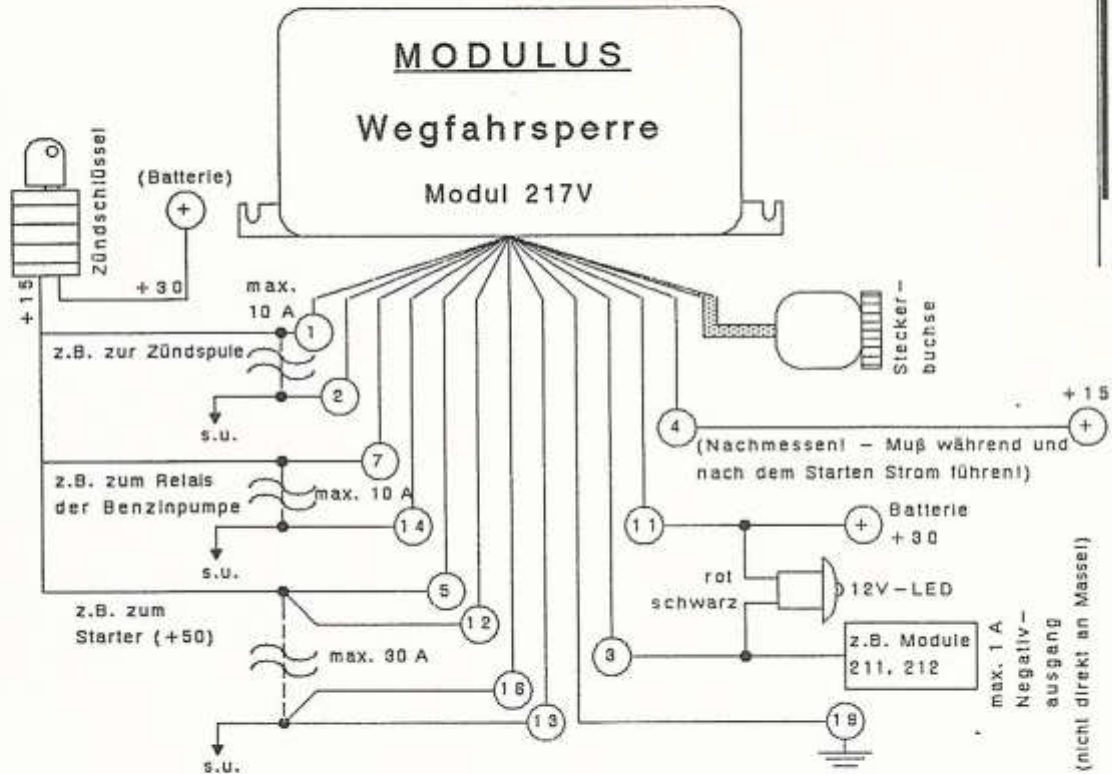 MODULUS
Wegfahrsperre
Modul 217V
Zündschlüssel
(Batterie)
+
+30
+15
max.
10 A
1
z.B. zur Zündspule
2
s.u.
7
z.B. zum Relais
der Benzinpumpe
max. 10 A
14
s.u.
5
z.B. zum
Starter (+50)
12
max. 30 A
16
13
s.u.
Stecker-
buchse
+15
4
+
(Nachmessen! - Muß während und
nach dem Starten Strom führen!)
11
+
Batterie
+30
rot
schwarz
12V-LED
3
z.B. Module
211, 212
max. 1 A
Negativ-
ausgang
(nicht direkt an Masse!)
19